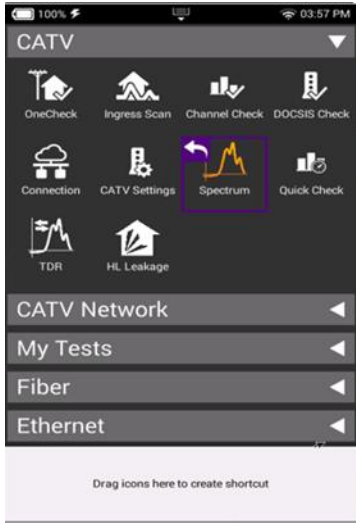 100% 03:57 PM
CATV
OneCheck Ingress Scan Channel Check DOCSIS Check
Connection CATV Settings Spectrum Quick Check
TDR HL Leakage
CATV Network
My Tests
Fiber
Ethernet
Drag icons here to create shortcut